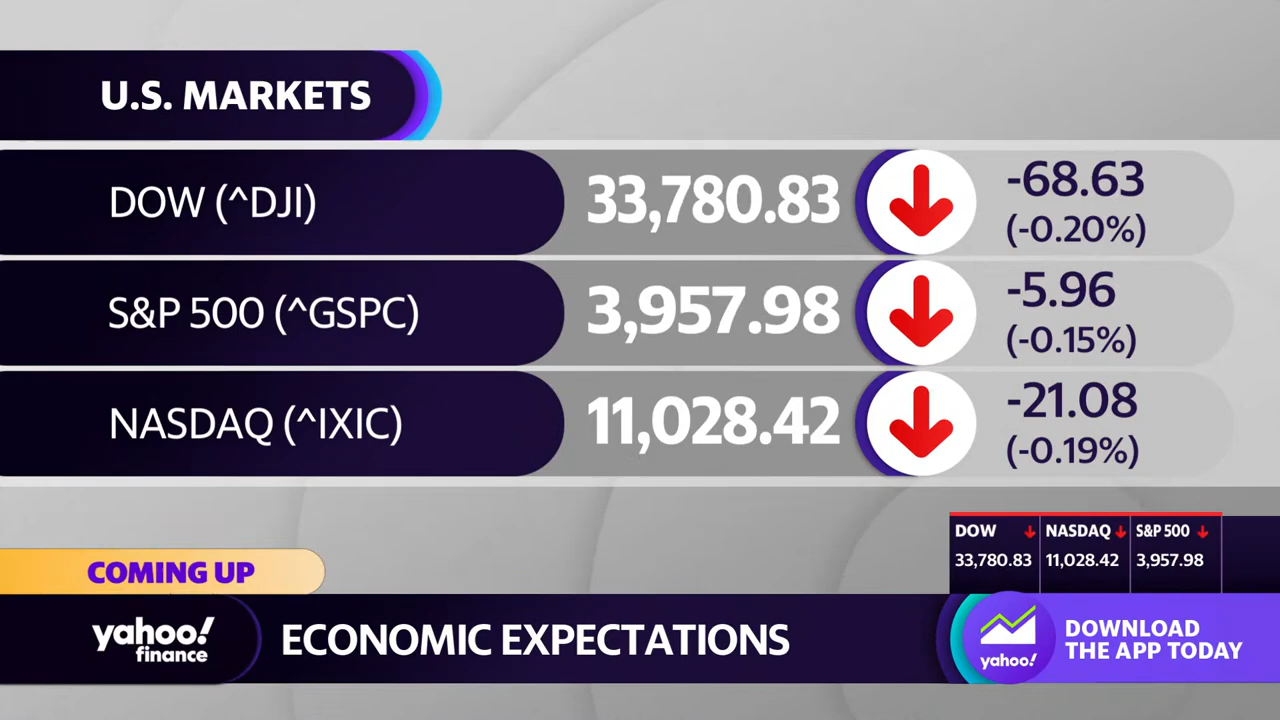 U.S. MARKETS
DOW (^DJI) 33,780.83 -68.63 (-0.20%)
S&P 500 (^GSPC) 3,957.98 -5.96 (-0.15%)
NASDAQ (^IXIC) 11,028.42 -21.08 (-0.19%)
DOW NASDAQ S&P 500
33,780.83 11,028.42 3,957.98
COMING UP
yahoo! finance
ECONOMIC EXPECTATIONS
yahoo!
DOWNLOAD
THE APP TODAY